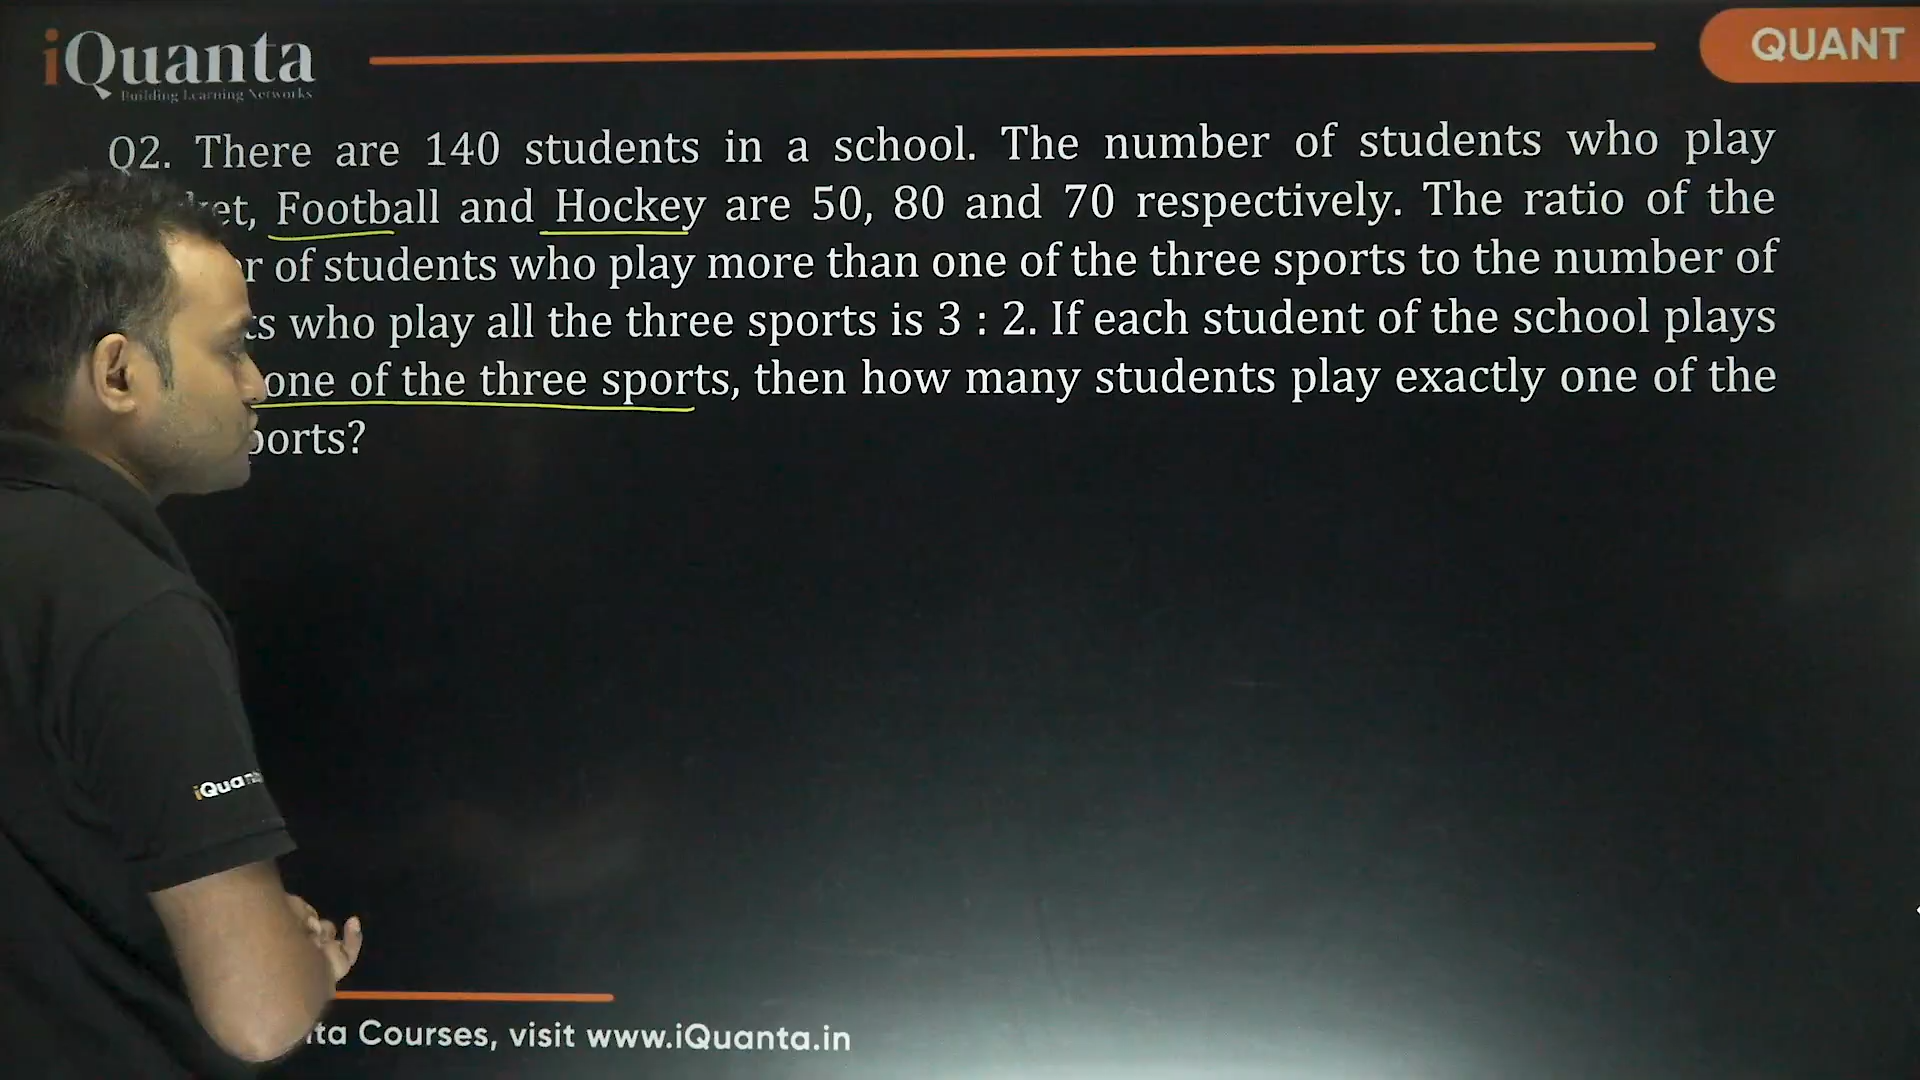 iQuanta
Building Learning Networks
QUANT
Q2. There are 140 students in a school. The number of students who play
et, Football and Hockey are 50, 80 and 70 respectively. The ratio of the
r of students who play more than one of the three sports to the number of
ts who play all the three sports is 3 : 2. If each student of the school plays
one of the three sports, then how many students play exactly one of the
ports?
iQuan
ta Courses, visit www.iQuanta.in